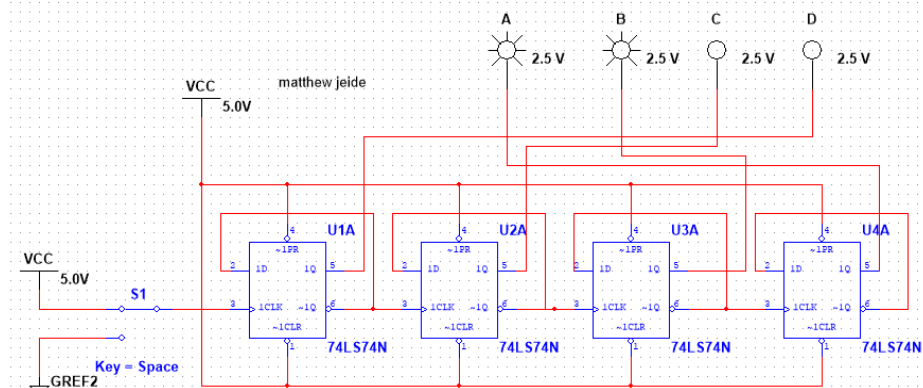 A B C D
2.5 V 2.5 V 2.5 V 2.5 V
matthew jeide
VCC
5.0V
4 4 4 4
U1A U2A U3A U4A
~1PR ~1PR ~1PR ~1PR
2 1D 1Q 5 2 1D 1Q 5 2 1D 1Q 5 2 1D 1Q 5
VCC
5.0V
S1
3 1CLK ~1Q 6 3 1CLK ~1Q 6 3 1CLK ~1Q 6 3 1CLK ~1Q 6
~1CLR ~1CLR ~1CLR ~1CLR
1 74LS74N 1 74LS74N 1 74LS74N 1 74LS74N
Key = Space
GREF2